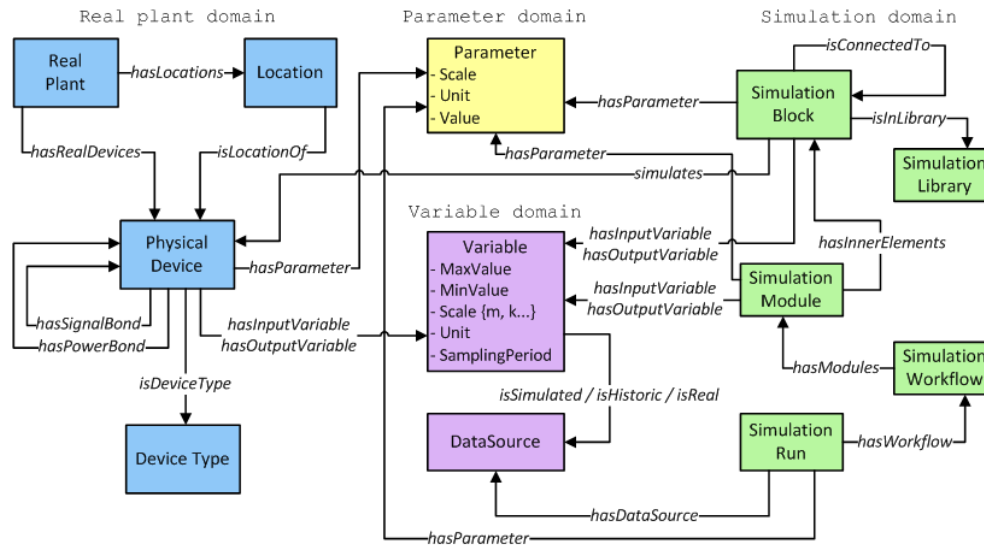 Real plant domain
Parameter domain
Simulation domain
Real
Plant
hasLocations
Location
Parameter
- Scale
- Unit
- Value
isConnectedTo
Simulation
Block
hasParameter
isInLibrary
Simulation
Library
hasRealDevices
isLocationOf
hasParameter
simulates
Variable domain
Physical
Device
hasParameter
Variable
- MaxValue
- MinValue
- Scale {m, k...}
- Unit
- SamplingPeriod
hasInputVariable
hasOutputVariable
hasInnerElements
hasInputVariable
hasOutputVariable
Simulation
Module
hasSignalBond
hasPowerBond
hasInputVariable
hasOutputVariable
isDeviceType
hasModules
Simulation
Workflow
isSimulated / isHistoric / isReal
Device Type
DataSource
Simulation
Run
hasWorkflow
hasDataSource
hasParameter